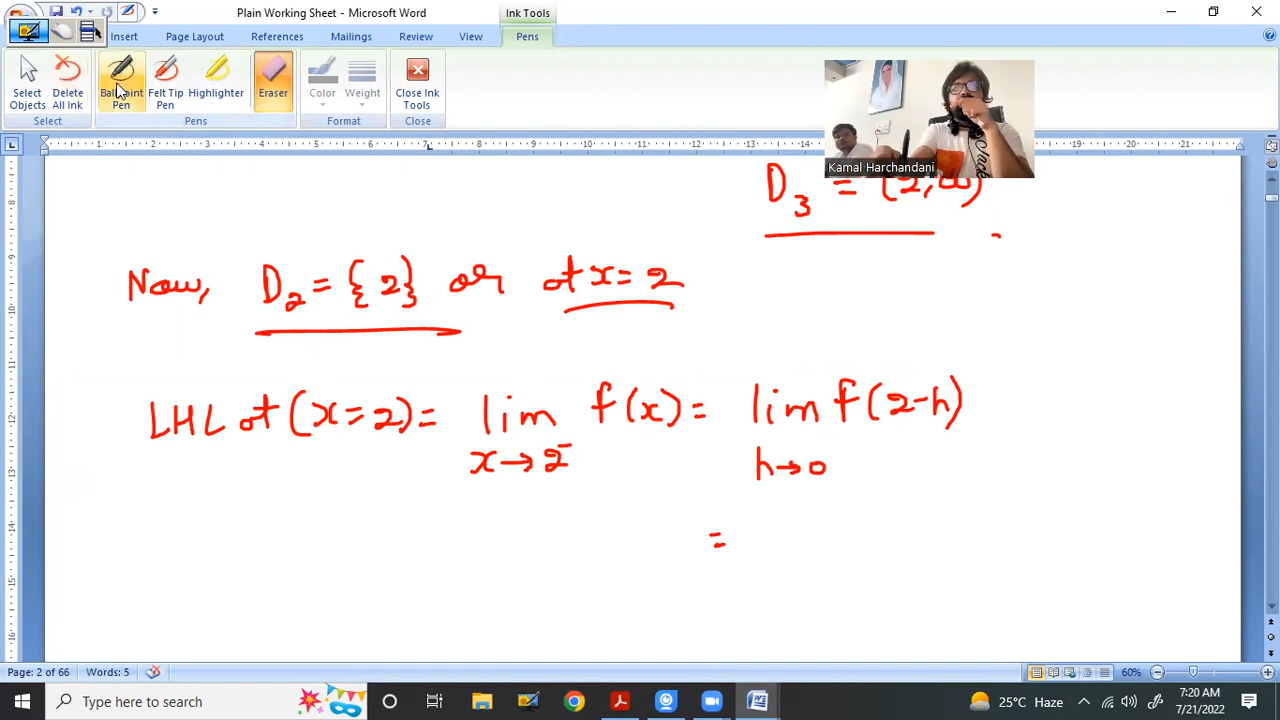 Plain Working Sheet - Microsoft Word
Ink Tools
Insert Page Layout References Mailings Review View Pens
Select Objects
Delete All Ink
Ballpoint Pen
Felt Tip Pen
Highlighter
Eraser
Color
Weight
Close Ink Tools
Select Pens Format Close
Kamal Harchandani
D₃ = (2,∞)
Now, D₂ = {2} or at x = 2
LHL at (x=2) = lim f(x) = lim f(2-h)
x→2⁻ h→0
=
Page: 2 of 66 Words: 5 60%
Type here to search
25°C Haze
7:20 AM
7/21/2022